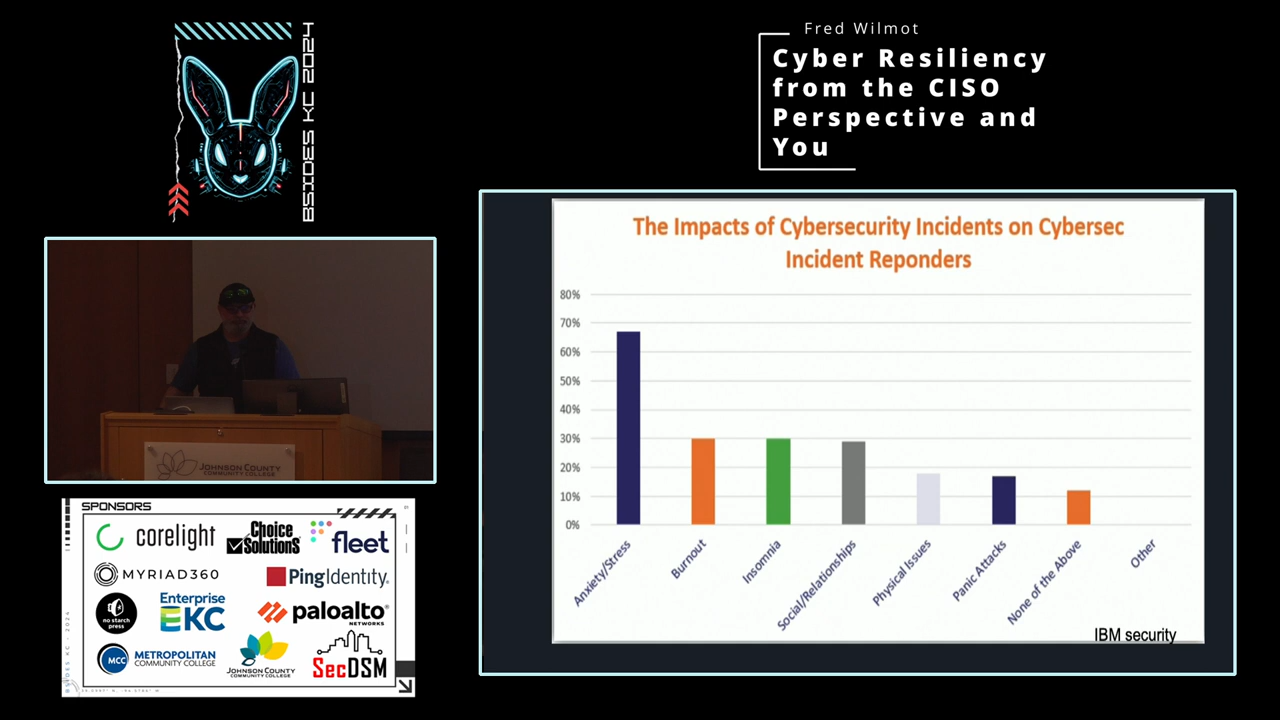 BSIDES KC 2024
Fred Wilmot
Cyber Resiliency
from the CISO
Perspective and
You
The Impacts of Cybersecurity Incidents on Cybersec
Incident Reponders
80%
70%
60%
50%
40%
30%
20%
10%
0%
Anxiety/Stress
Burnout
Insomnia
Social/Relationships
Physical Issues
Panic Attacks
None of the Above
Other
IBM security
JOHNSON COUNTY
COMMUNITY COLLEGE
SPONSORS
corelight
Choice
Solutions
fleet
MYRIAD360
PingIdentity.
no starch
press
Enterprise
EKC
paloalto
NETWORKS
MCC
METROPOLITAN
COMMUNITY COLLEGE
JOHNSON COUNTY
COMMUNITY COLLEGE
SecDSM
BSIDES KC - 2024